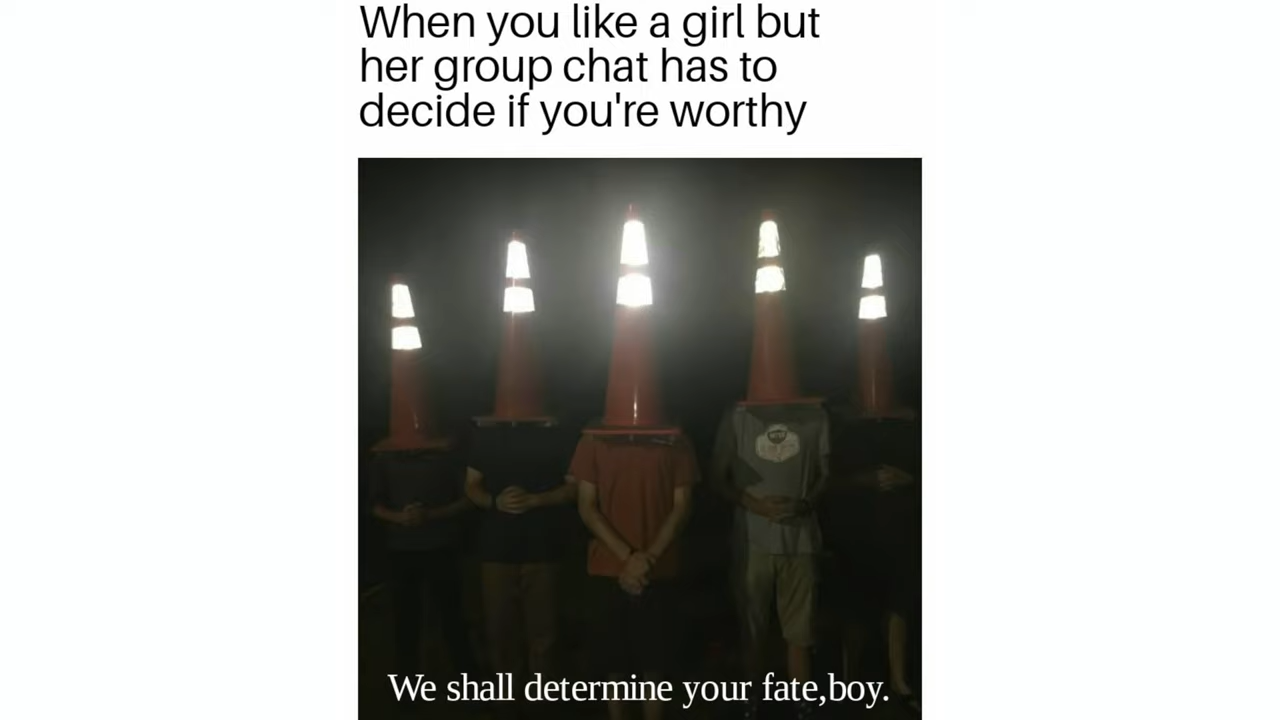 When you like a girl but
her group chat has to
decide if you're worthy
We shall determine your fate,boy.